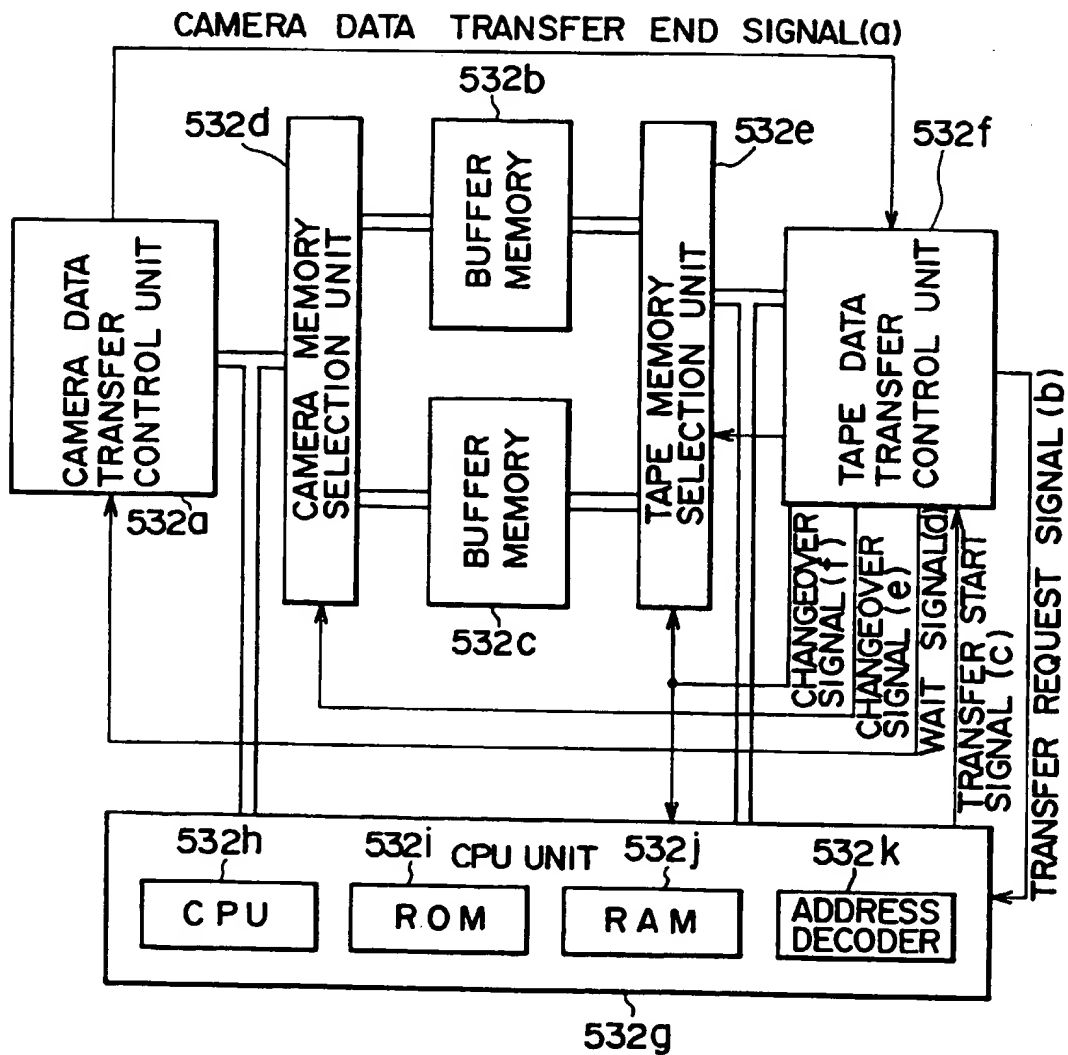 CAMERA DATA TRANSFER END SIGNAL(a)
532b
532d
532e
532f
CAMERA DATA
TRANSFER
CONTROL UNIT
532a
CAMERA MEMORY
SELECTION UNIT
BUFFER
MEMORY
BUFFER
MEMORY
532c
TAPE MEMORY
SELECTION UNIT
TAPE DATA
TRANSFER
CONTROL UNIT
CHANGEOVER
SIGNAL(f)
CHANGEOVER
SIGNAL(e)
WAIT SIGNAL(d)
TRANSFER START
SIGNAL(c)
TRANSFER REQUEST SIGNAL(b)
532h
532i
CPU UNIT
532j
532k
CPU
ROM
RAM
ADDRESS
DECODER
532g